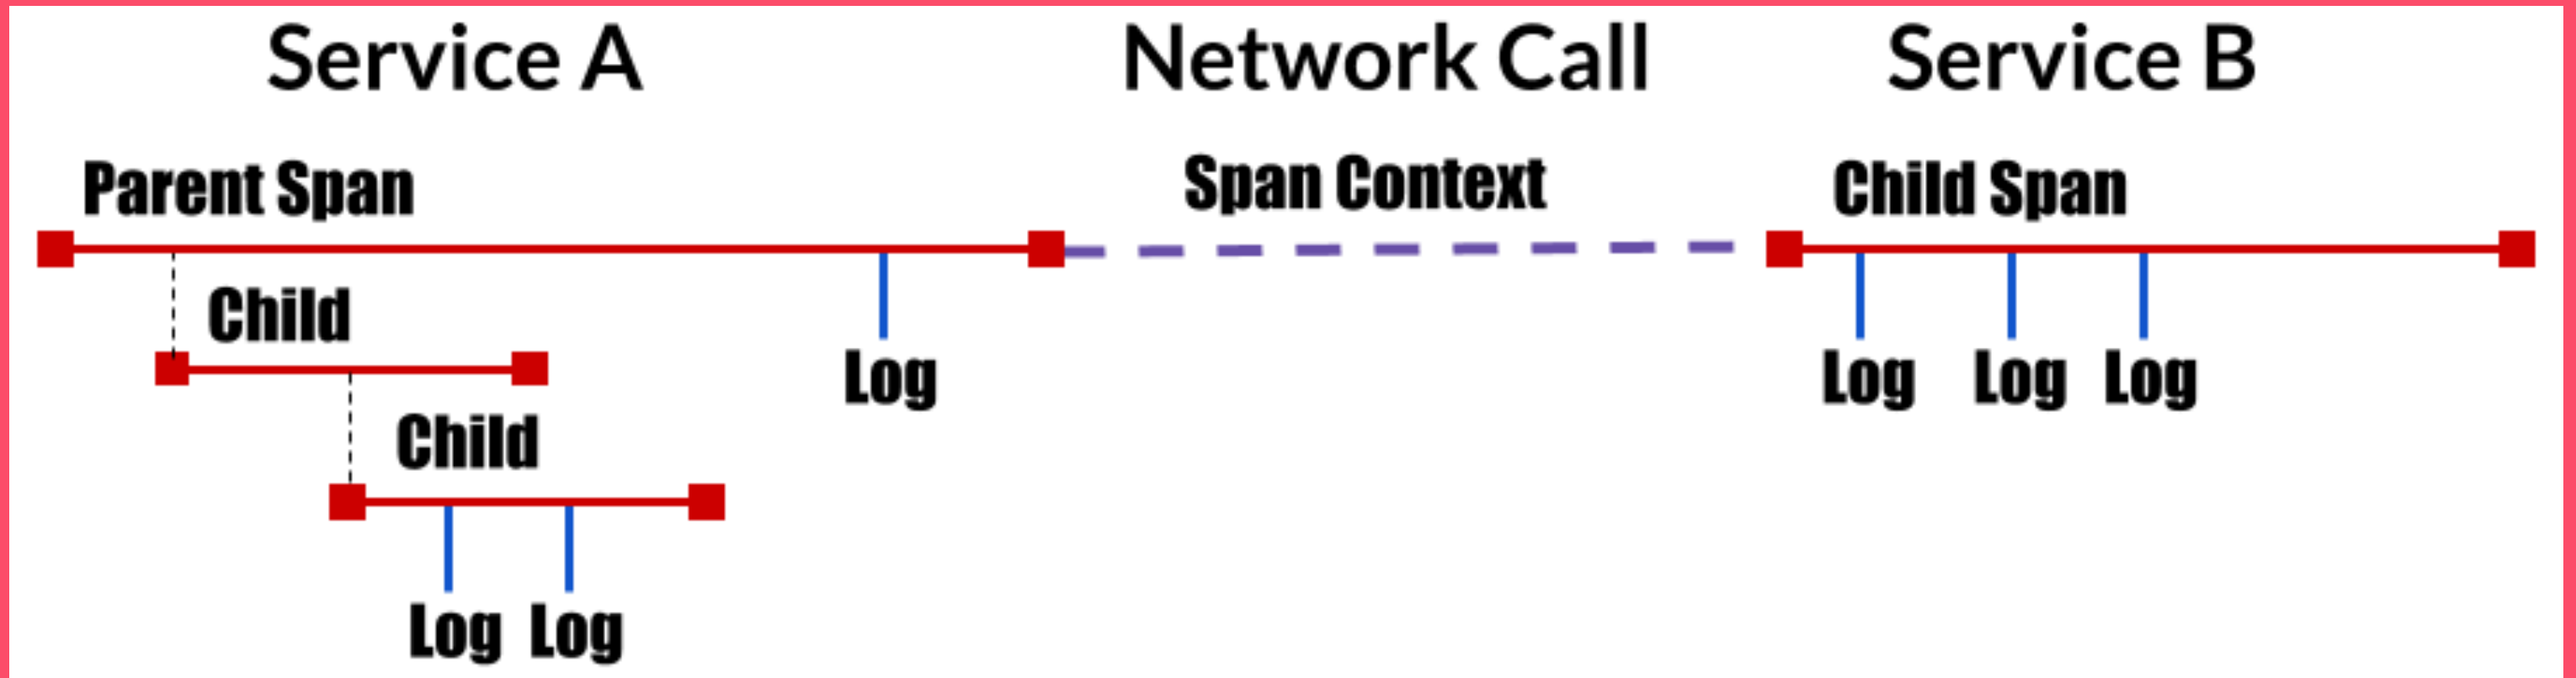 Service A
Network Call
Service B
Parent Span
Span Context
Child Span
Child
Log
Log
Log
Log
Child
Log
Log